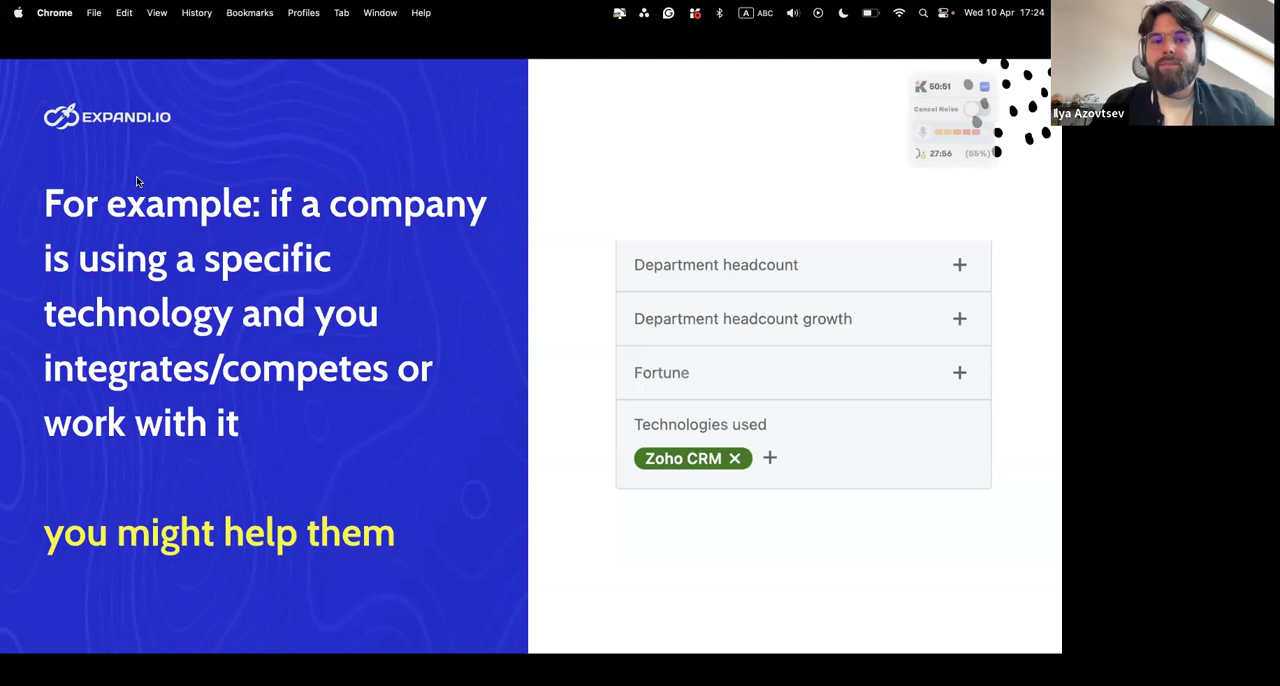 Chrome File Edit View History Bookmarks Profiles Tab Window Help A ABC Wed 10 Apr 17:24
EXPANDI.IO
For example: if a company
is using a specific
technology and you
integrates/competes or
work with it
you might help them
50:51
Cancel Noise
27:56 (55%)
Department headcount +
Department headcount growth +
Fortune +
Technologies used
Zoho CRM × +
Ilya Azovtsev